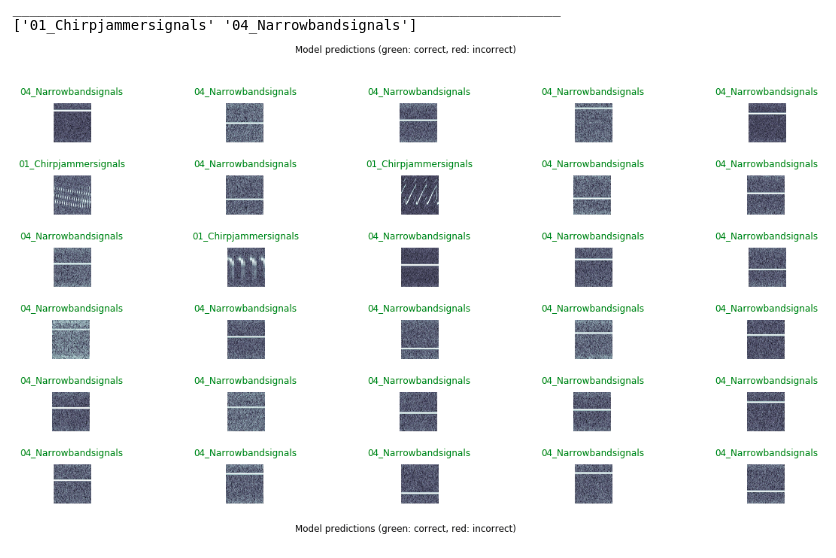 ['01_Chirpjammersignals' '04_Narrowbandsignals']
Model predictions (green: correct, red: incorrect)
04_Narrowbandsignals 04_Narrowbandsignals 04_Narrowbandsignals 04_Narrowbandsignals 04_Narrowbandsignals
01_Chirpjammersignals 04_Narrowbandsignals 01_Chirpjammersignals 04_Narrowbandsignals 04_Narrowbandsignals
04_Narrowbandsignals 01_Chirpjammersignals 04_Narrowbandsignals 04_Narrowbandsignals 04_Narrowbandsignals
04_Narrowbandsignals 04_Narrowbandsignals 04_Narrowbandsignals 04_Narrowbandsignals 04_Narrowbandsignals
04_Narrowbandsignals 04_Narrowbandsignals 04_Narrowbandsignals 04_Narrowbandsignals 04_Narrowbandsignals
04_Narrowbandsignals 04_Narrowbandsignals 04_Narrowbandsignals 04_Narrowbandsignals 04_Narrowbandsignals
Model predictions (green: correct, red: incorrect)